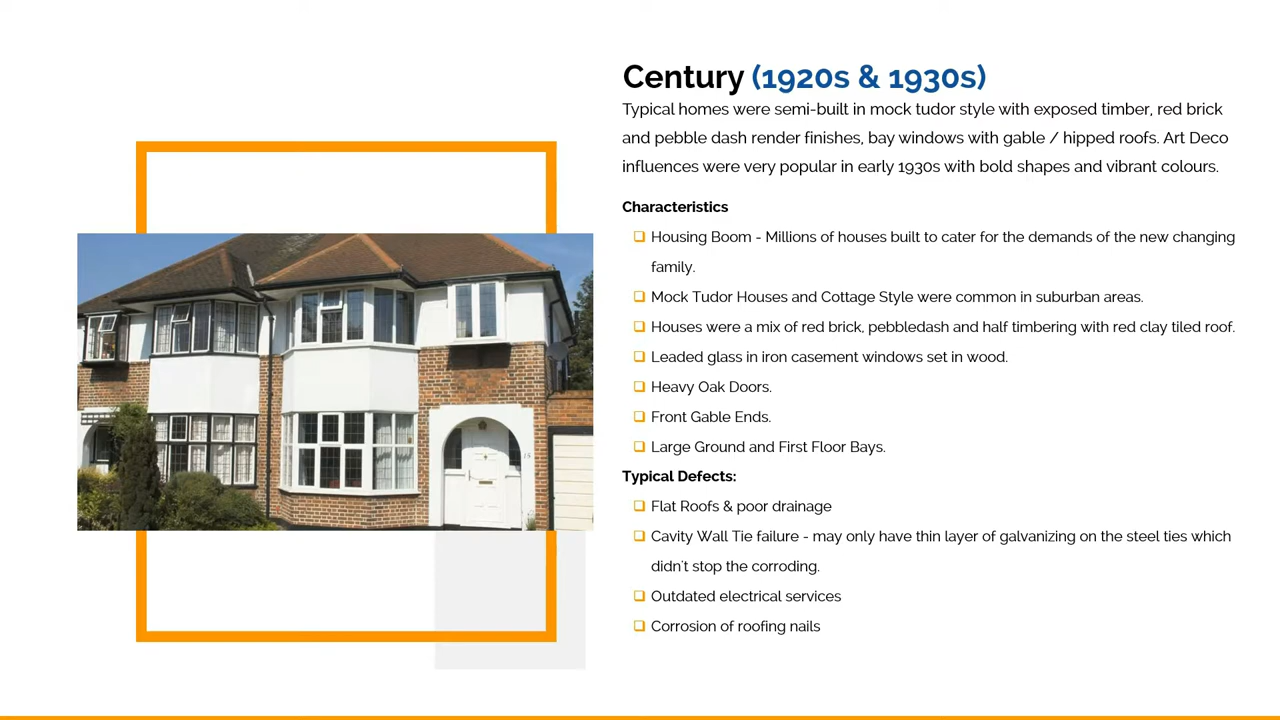 Century (1920s & 1930s)
Typical homes were semi-built in mock tudor style with exposed timber, red brick
and pebble dash render finishes, bay windows with gable / hipped roofs. Art Deco
influences were very popular in early 1930s with bold shapes and vibrant colours.
Characteristics
❑ Housing Boom - Millions of houses built to cater for the demands of the new changing
family.
❑ Mock Tudor Houses and Cottage Style were common in suburban areas.
❑ Houses were a mix of red brick, pebbledash and half timbering with red clay tiled roof.
❑ Leaded glass in iron casement windows set in wood.
❑ Heavy Oak Doors.
❑ Front Gable Ends.
❑ Large Ground and First Floor Bays.
Typical Defects:
❑ Flat Roofs & poor drainage
❑ Cavity Wall Tie failure - may only have thin layer of galvanizing on the steel ties which
didn't stop the corroding.
❑ Outdated electrical services
❑ Corrosion of roofing nails